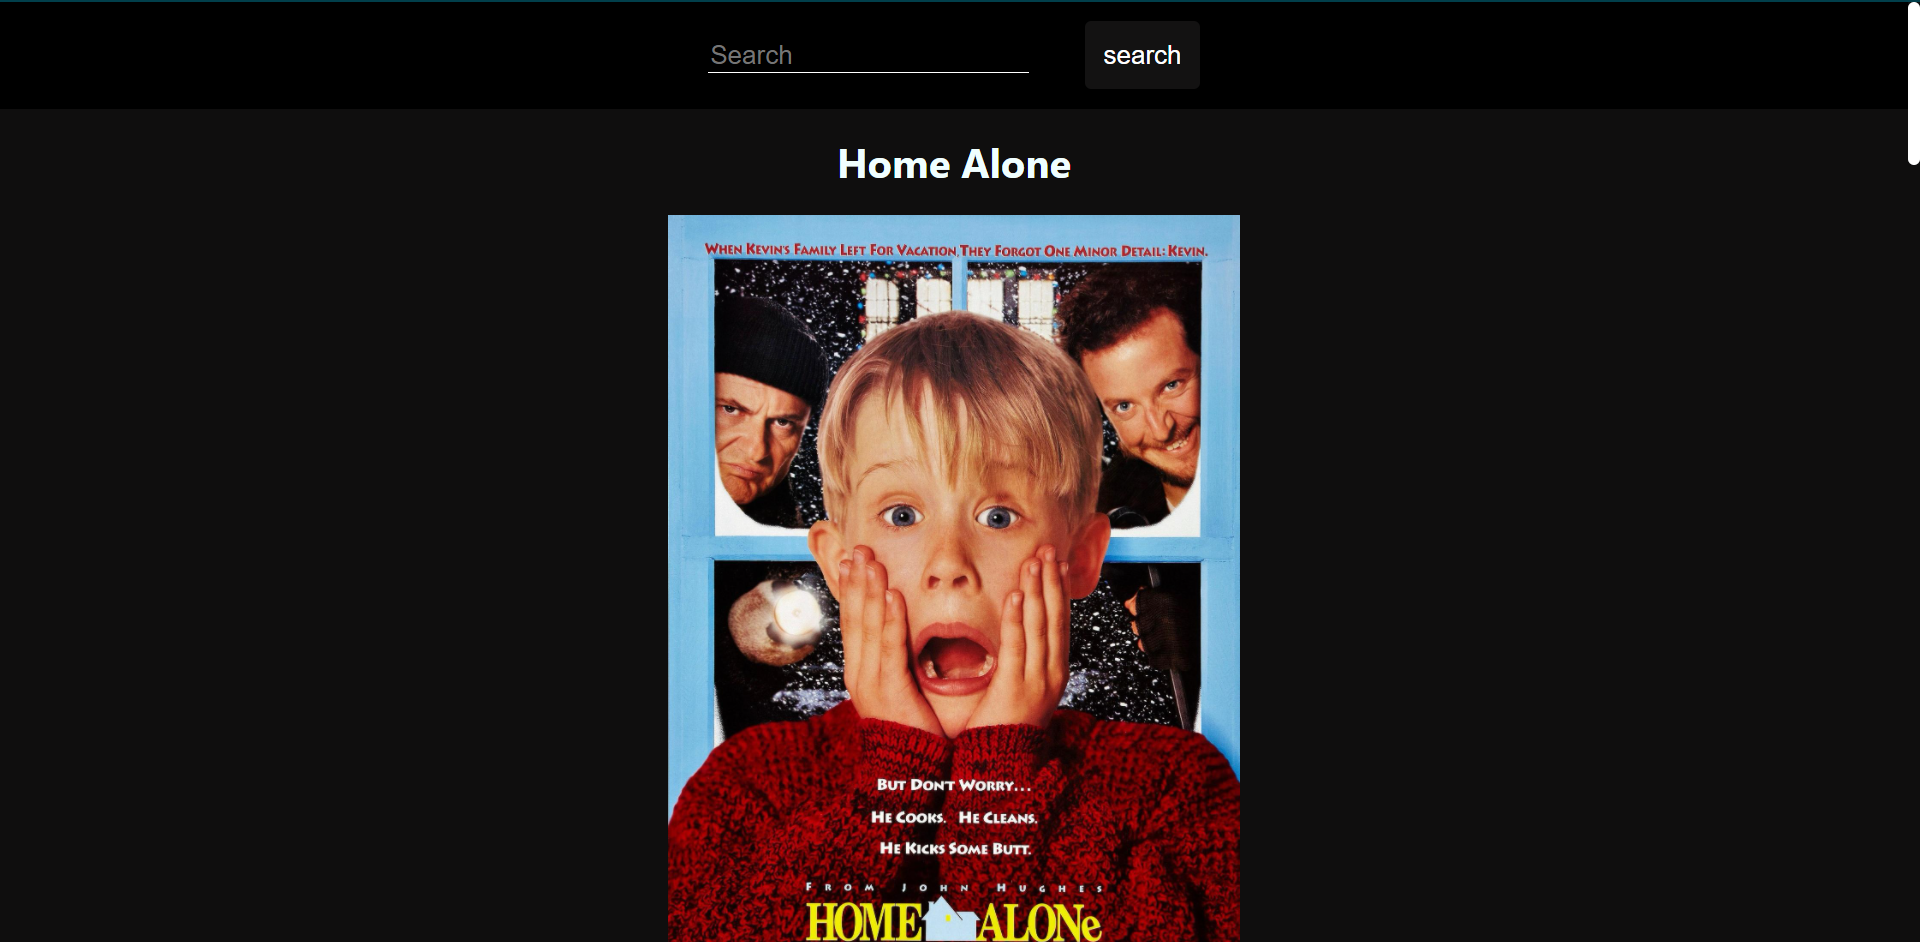 Search
search
Home Alone
WHEN KEVIN'S FAMILY LEFT FOR VACATION, THEY FORGOT ONE MINOR DETAIL: KEVIN.
BUT DON'T WORRY...
HE COOKS. HE CLEANS.
HE KICKS SOME BUTT.
FROM JOHN HUGHES
HOME ALONe